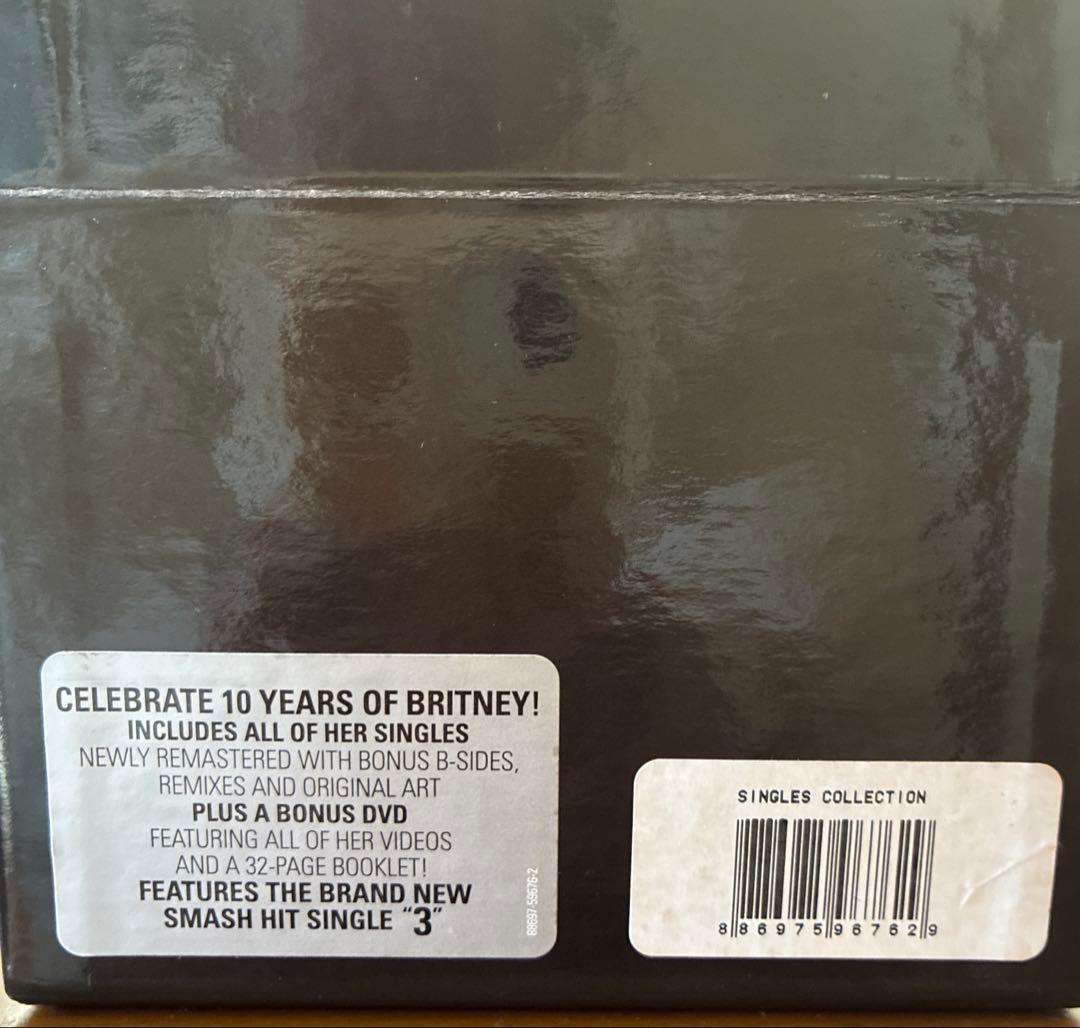 CELEBRATE 10 YEARS OF BRITNEY!
INCLUDES ALL OF HER SINGLES
NEWLY REMASTERED WITH BONUS B-SIDES,
REMIXES AND ORIGINAL ART
PLUS A BONUS DVD
FEATURING ALL OF HER VIDEOS
AND A 32-PAGE BOOKLET!
FEATURES THE BRAND NEW
SMASH HIT SINGLE “3”
88697-59676-2
SINGLES COLLECTION
8 86975 96762 9